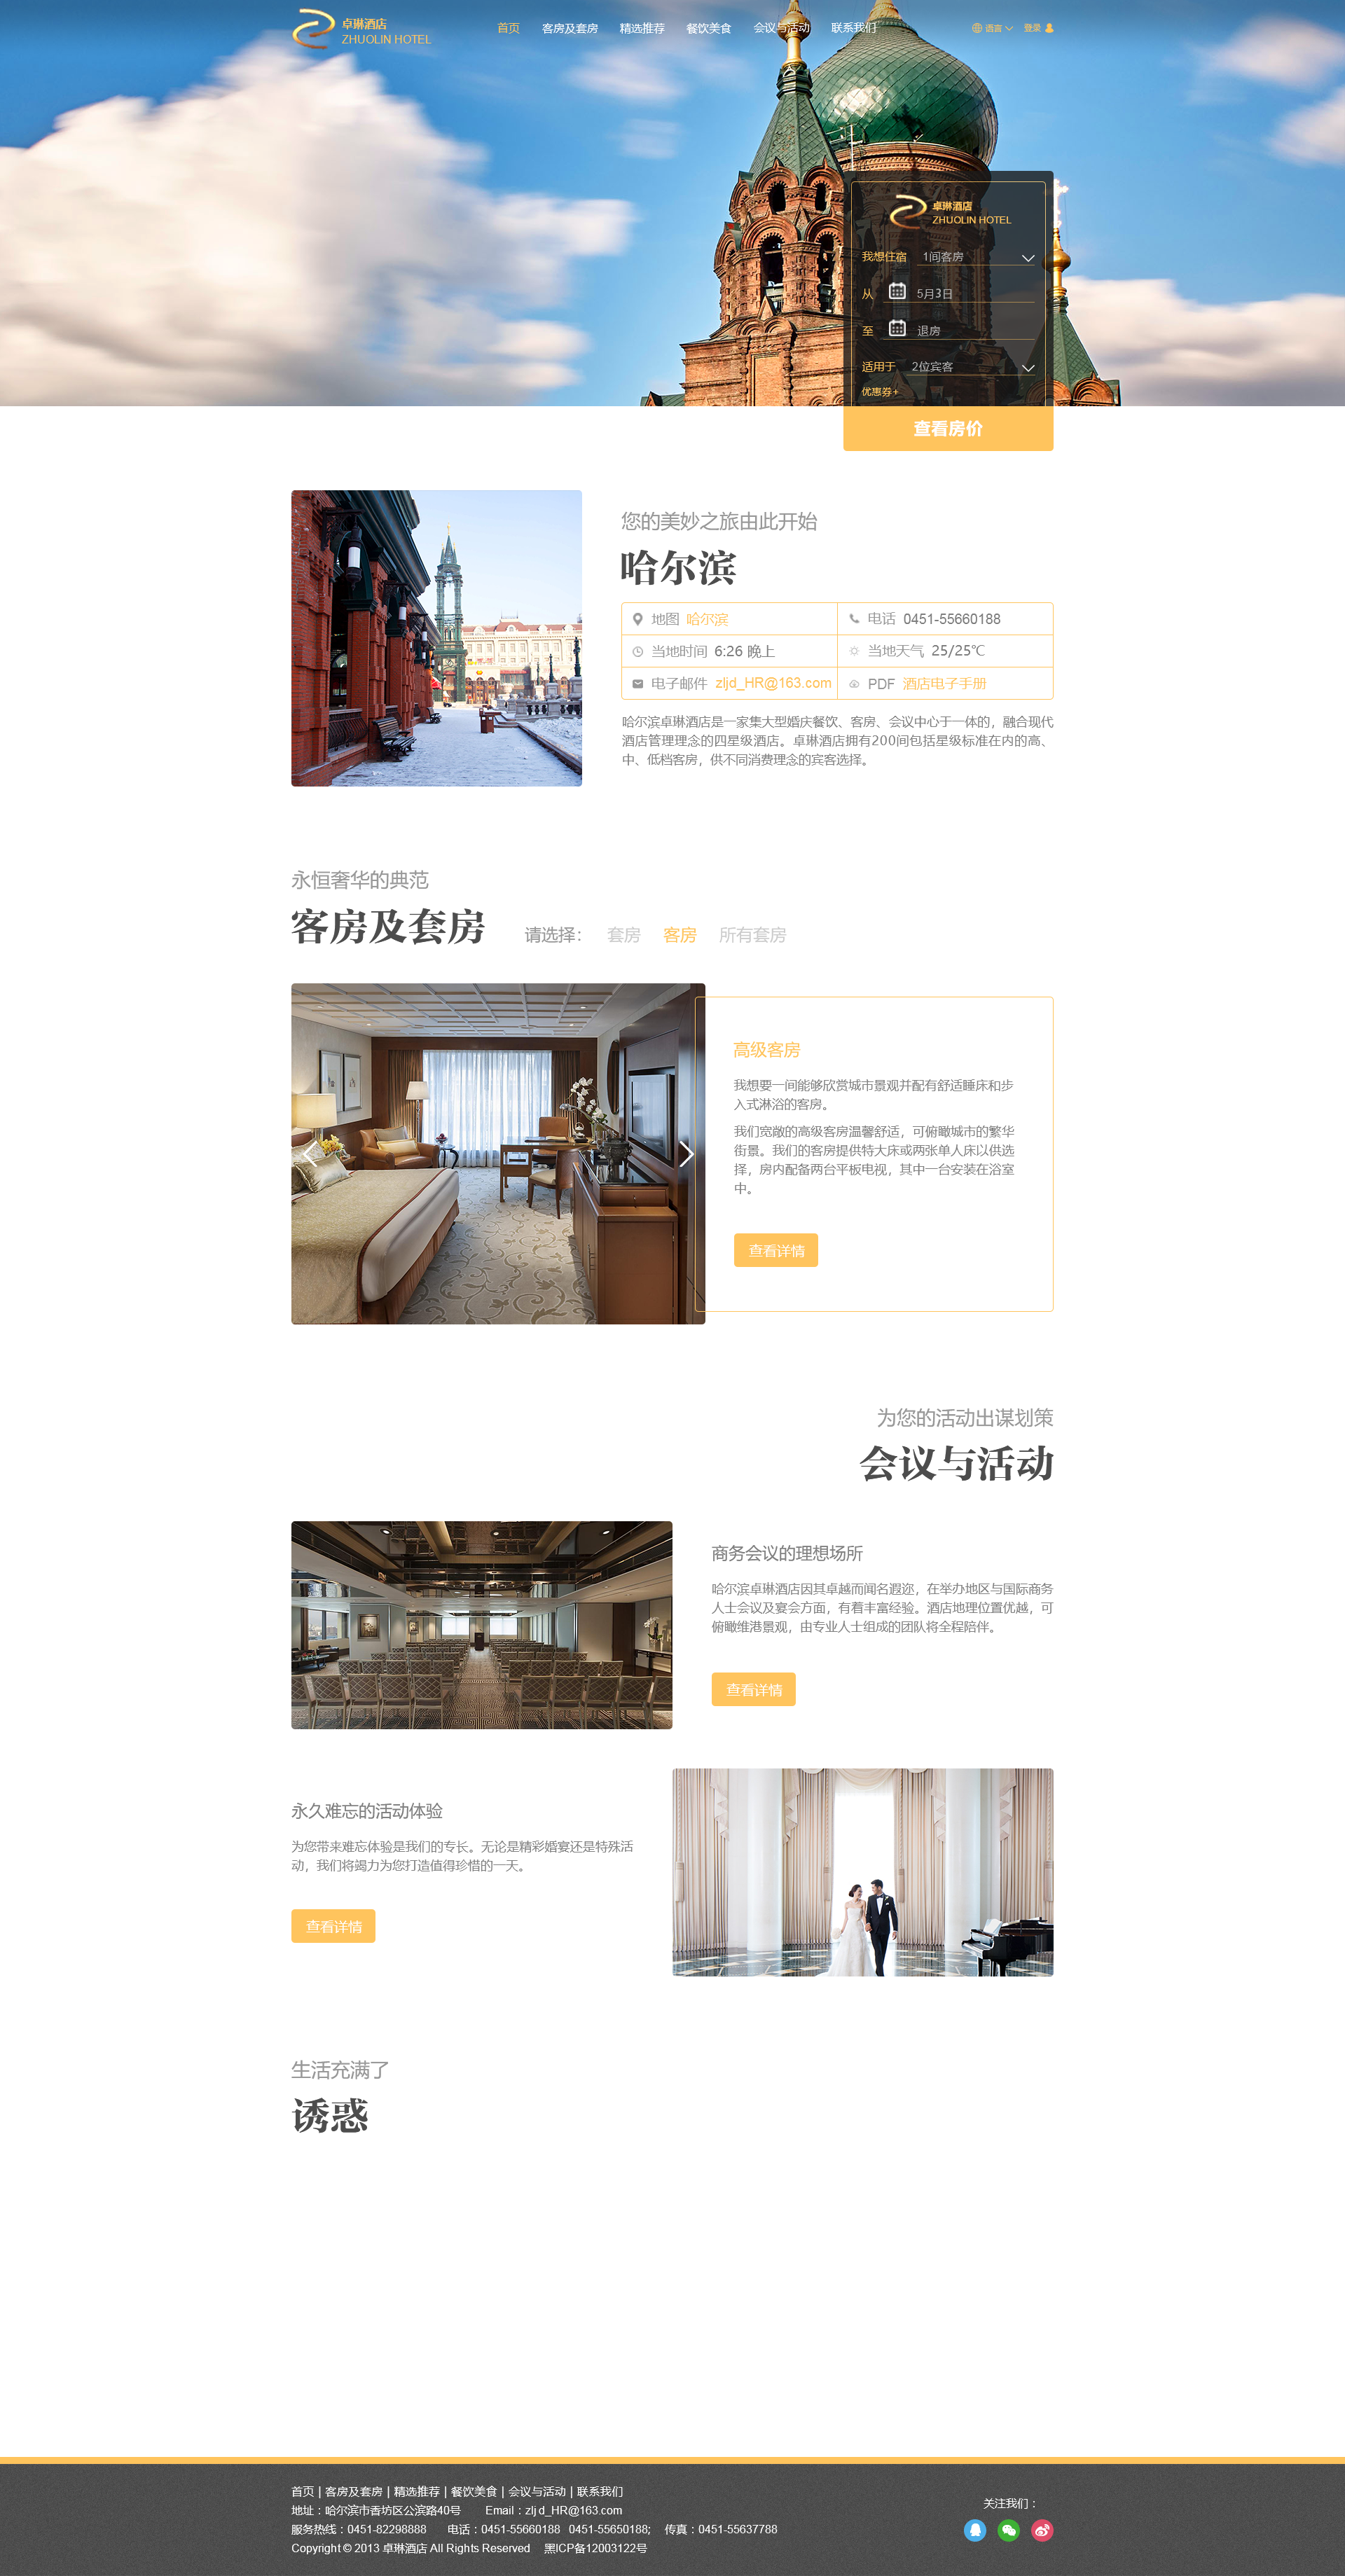 卓琳酒店
ZHUOLIN HOTEL
首页 客房及套房 精选推荐 餐饮美食 会议与活动 联系我们
语言 登录
卓琳酒店
ZHUOLIN HOTEL
我想住宿 1间客房
从 5月3日
至 退房
适用于 2位宾客
优惠券+
查看房价
您的美妙之旅由此开始
哈尔滨
地图 哈尔滨 电话 0451-55660188
当地时间 6:26 晚上 当地天气 25/25℃
电子邮件 zljd_HR@163.com PDF 酒店电子手册
哈尔滨卓琳酒店是一家集大型婚庆餐饮、客房、会议中心于一体的，融合现代
酒店管理理念的四星级酒店。卓琳酒店拥有200间包括星级标准在内的高、
中、低档客房，供不同消费理念的宾客选择。
永恒奢华的典范
客房及套房 请选择： 套房 客房 所有套房
高级客房
我想要一间能够欣赏城市景观并配有舒适睡床和步
入式淋浴的客房。
我们宽敞的高级客房温馨舒适，可俯瞰城市的繁华
街景。我们的客房提供特大床或两张单人床以供选
择，房内配备两台平板电视，其中一台安装在浴室
中。
查看详情
为您的活动出谋划策
会议与活动
商务会议的理想场所
哈尔滨卓琳酒店因其卓越而闻名遐迩，在举办地区与国际商务
人士会议及宴会方面，有着丰富经验。酒店地理位置优越，可
俯瞰维港景观，由专业人士组成的团队将全程陪伴。
查看详情
永久难忘的活动体验
为您带来难忘体验是我们的专长。无论是精彩婚宴还是特殊活
动，我们将竭力为您打造值得珍惜的一天。
查看详情
生活充满了
诱惑
首页 | 客房及套房 | 精选推荐 | 餐饮美食 | 会议与活动 | 联系我们
地址：哈尔滨市香坊区公滨路40号 Email：zljd_HR@163.com
服务热线：0451-82298888 电话：0451-55660188 0451-55650188; 传真：0451-55637788
Copyright © 2013 卓琳酒店 All Rights Reserved 黑ICP备12003122号
关注我们：